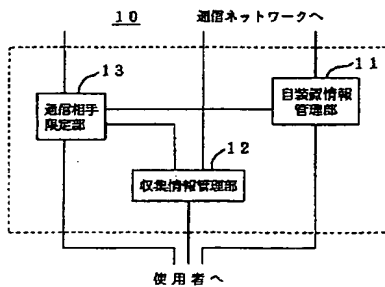 10
通信ネットワークへ
13
11
通信相手
限定部
自装置情報
管理部
12
収集情報管理部
使用者へ